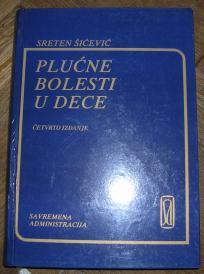 SRETEN ŠIĆEVIĆ
PLUĆNE
BOLESTI
U DECE
ČETVRTO IZDANJE
SAVREMENA
ADMINISTRACIJA